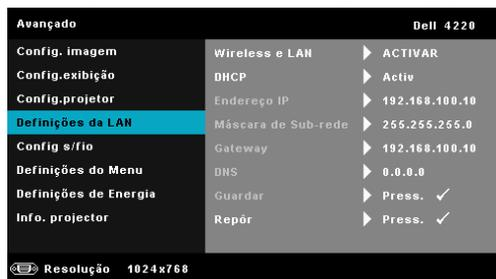 Avançado Dell 4220
Config. imagem
Config.exibição
Config.projetor
Definições da LAN
Config s/fio
Definições do Menu
Definições de Energia
Info. projector
Wireless e LAN ACTIVAR
DHCP Activ
Endereço IP 192.168.100.10
Máscara de Sub-rede 255.255.255.0
Gateway 192.168.100.10
DNS 0.0.0.0
Guardar Press.
Repôr Press.
Resolução 1024x768